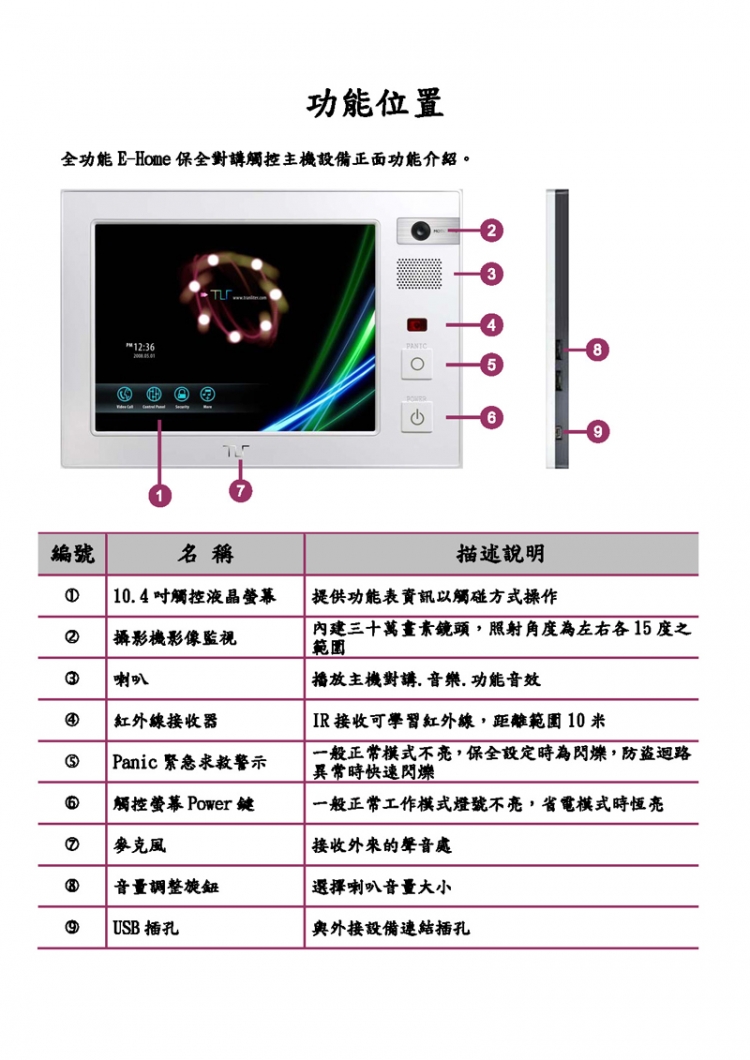 功能位置
全功能 E-Home 保全對講觸控主機設備正面功能介紹。
2
3
TLS www.tionliten.com
4
PANIC
PM 12:36
2008.05.01
5
8
Video Call Control Panel Security More
POWER
6
9
TLS
1
7
編號 名 稱 描述說明
① 10.4 吋觸控液晶螢幕 提供功能表資訊以觸碰方式操作
② 攝影機影像監視 內建三十萬畫素鏡頭，照射角度為左右各 15 度之
範圍
③ 喇叭 播放主機對講.音樂.功能音效
④ 紅外線接收器 IR 接收可學習紅外線，距離範圍 10 米
⑤ Panic 緊急求救警示 一般正常模式不亮，保全設定時為閃爍，防盜迴路
異常時快速閃爍
⑥ 觸控螢幕 Power 鍵 一般正常工作模式燈號不亮，省電模式時恆亮
⑦ 麥克風 接收外來的聲音處
⑧ 音量調整旋鈕 選擇喇叭音量大小
⑨ USB 插孔 與外接設備連結插孔